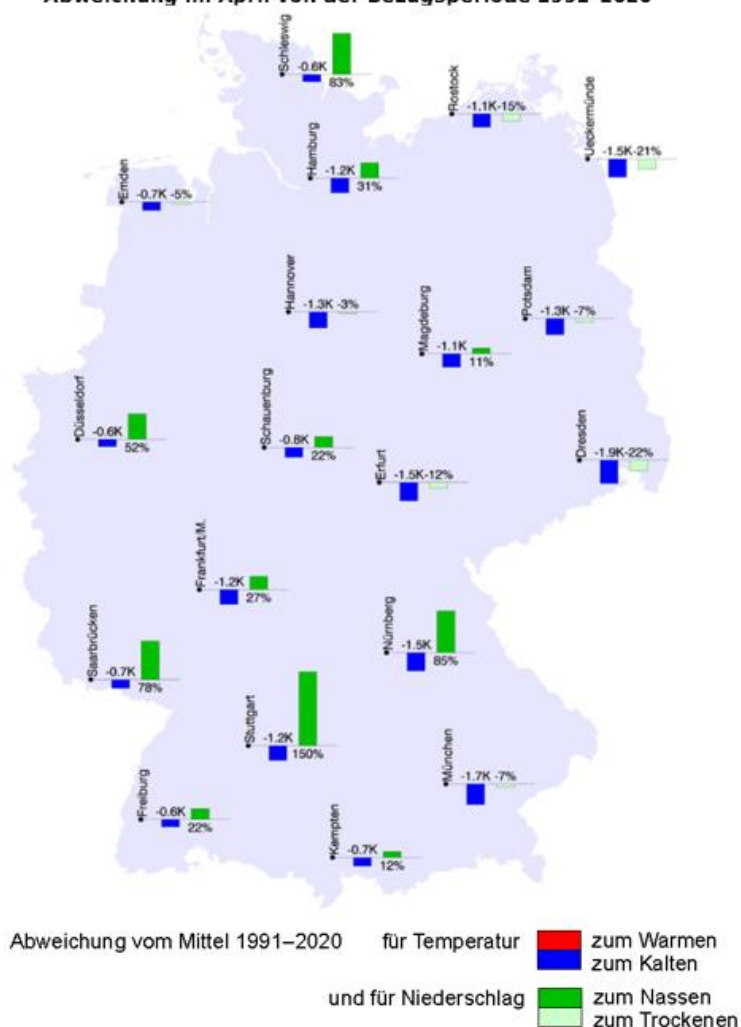 Abweichung im April von der Bezugsperiode 1991–2020
Schleswig
-0.6K
83%
Rostock
-1.1K-15%
Ueckermünde
-1.5K-21%
Hamburg
-1.2K
31%
Emden
-0.7K -5%
Hannover
-1.3K -3%
Potsdam
-1.3K -7%
Magdeburg
-1.1K
11%
Düsseldorf
-0.6K
52%
Schauenburg
-0.8K
22%
Erfurt
-1.5K-12%
Dresden
-1.9K-22%
Frankfurt/M.
-1.2K
27%
Nürnberg
-1.5K
85%
Saarbrücken
-0.7K
78%
Stuttgart
-1.2K
150%
München
-1.7K -7%
Freiburg
-0.6K
22%
Kempten
-0.7K
12%
Abweichung vom Mittel 1991–2020 für Temperatur zum Warmen
zum Kalten
und für Niederschlag zum Nassen
zum Trockenen